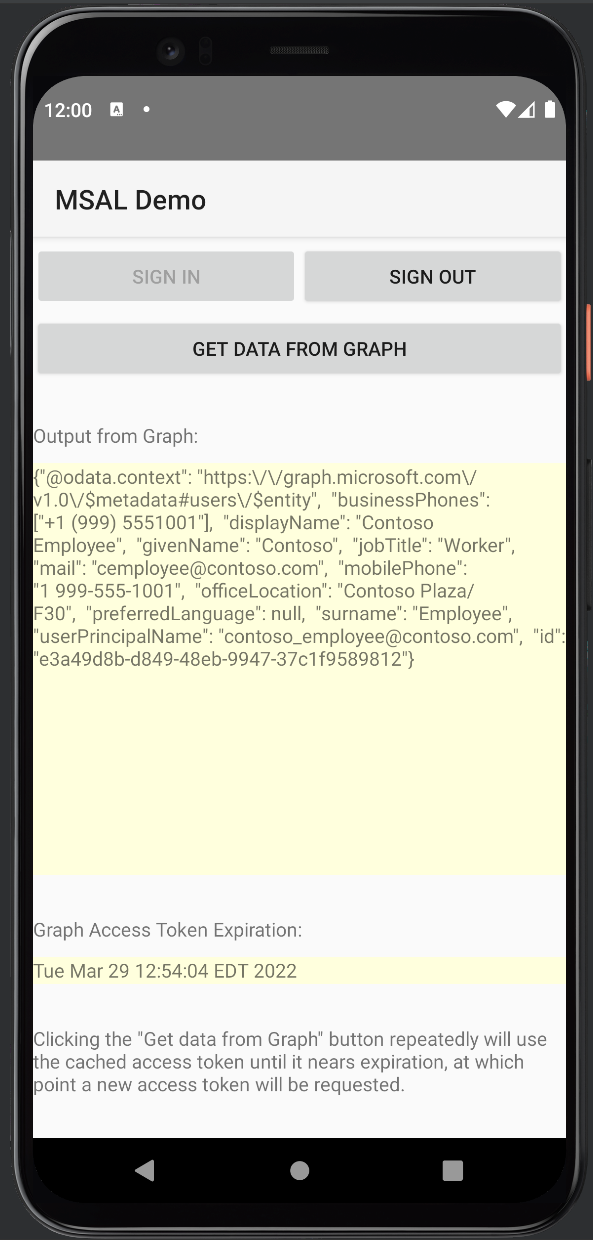 12:00 A
MSAL Demo
SIGN IN SIGN OUT
GET DATA FROM GRAPH
Output from Graph:
{"@odata.context": "https:\/\/graph.microsoft.com\/
v1.0\/$metadata#users\/$entity",  "businessPhones":
["+1 (999) 5551001"],  "displayName": "Contoso
Employee",  "givenName": "Contoso",  "jobTitle": "Worker",
"mail": "cemployee@contoso.com",  "mobilePhone":
"1 999-555-1001",  "officeLocation": "Contoso Plaza/
F30",  "preferredLanguage": null,  "surname": "Employee",
"userPrincipalName": "contoso_employee@contoso.com",  "id":
"e3a49d8b-d849-48eb-9947-37c1f9589812"}
Graph Access Token Expiration:
Tue Mar 29 12:54:04 EDT 2022
Clicking the "Get data from Graph" button repeatedly will use
the cached access token until it nears expiration, at which
point a new access token will be requested.